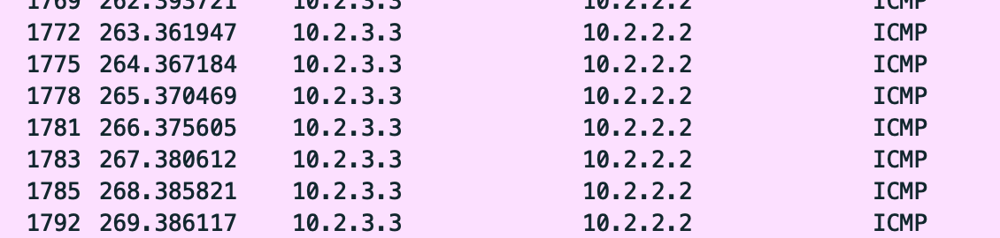 1769 262.393721 10.2.3.3 10.2.2.2 ICMP
1772 263.361947 10.2.3.3 10.2.2.2 ICMP
1775 264.367184 10.2.3.3 10.2.2.2 ICMP
1778 265.370469 10.2.3.3 10.2.2.2 ICMP
1781 266.375605 10.2.3.3 10.2.2.2 ICMP
1783 267.380612 10.2.3.3 10.2.2.2 ICMP
1785 268.385821 10.2.3.3 10.2.2.2 ICMP
1792 269.386117 10.2.3.3 10.2.2.2 ICMP